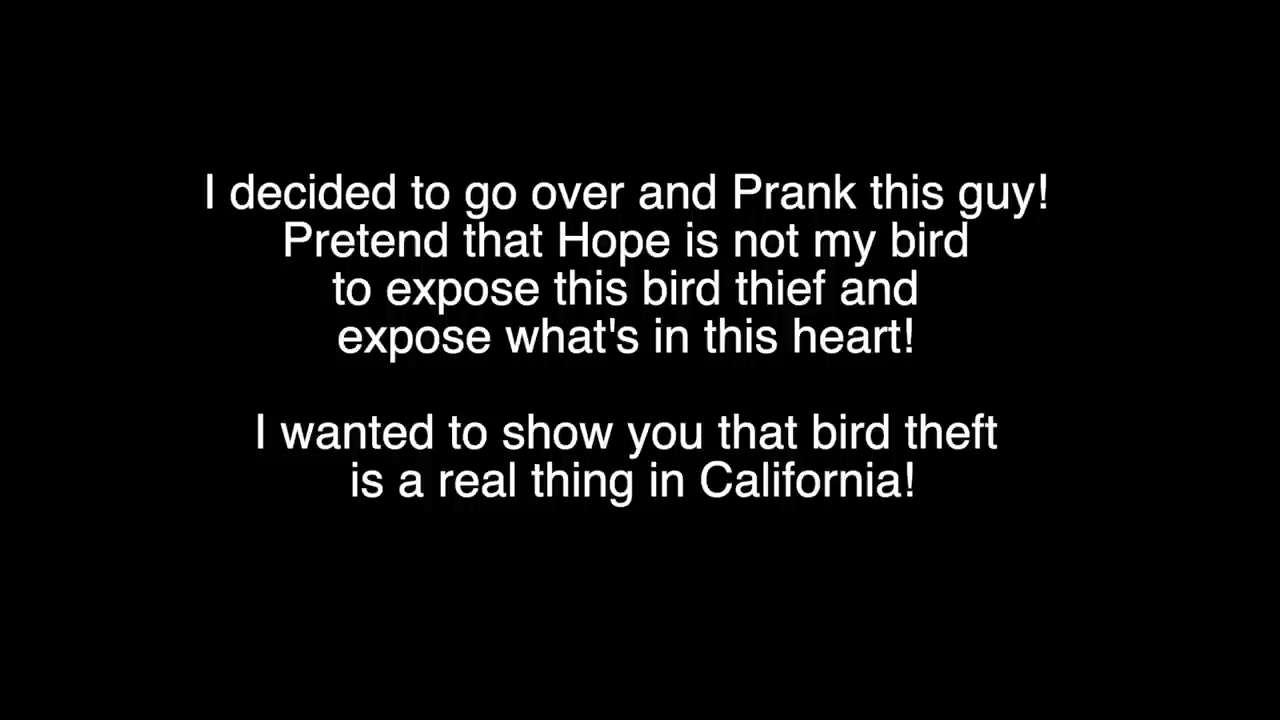 I decided to go over and Prank this guy!
Pretend that Hope is not my bird
to expose this bird thief and
expose what's in this heart!
I wanted to show you that bird theft
is a real thing in California!